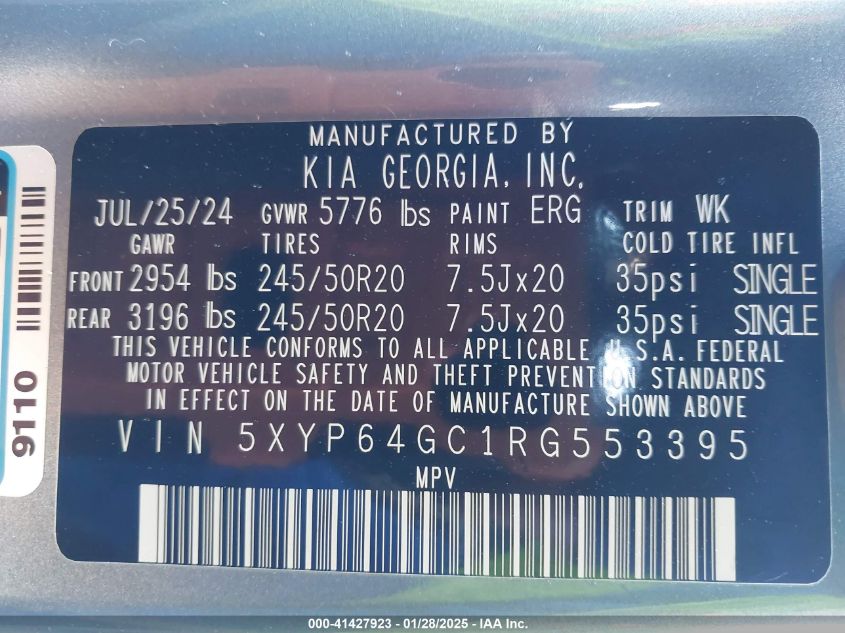 MANUFACTURED BY
KIA GEORGIA, INC.
JUL/25/24 GVWR 5776 lbs PAINT ERG TRIM WK
GAWR TIRES RIMS COLD TIRE INFL
FRONT 2954 lbs 245/50R20 7.5Jx20 35psi SINGLE
REAR 3196 lbs 245/50R20 7.5Jx20 35psi SINGLE
THIS VEHICLE CONFORMS TO ALL APPLICABLE U.S.A. FEDERAL
MOTOR VEHICLE SAFETY AND THEFT PREVENTION STANDARDS
IN EFFECT ON THE DATE OF MANUFACTURE SHOWN ABOVE
VIN 5XYP64GC1RG553395
MPV
9110
000-41427923 / 01/28/2025 - IAA Inc.